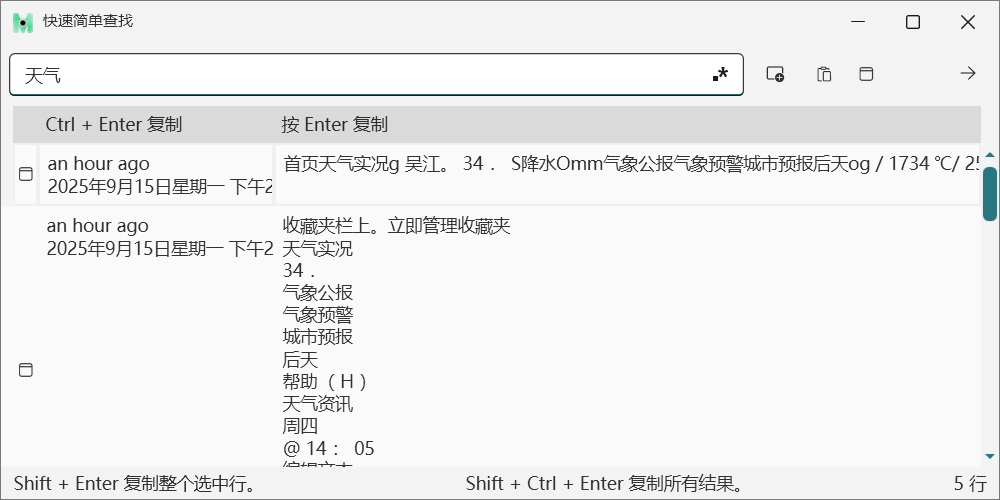 快速简单查找
天气
.*
Ctrl + Enter 复制 按 Enter 复制
an hour ago
2025年9月15日星期一 下午2
首页天气实况g 吴江。 34 . S降水Omm气象公报气象预警城市预报后天og / 1734 ℃/ 25
an hour ago
2025年9月15日星期一 下午2
收藏夹栏上。立即管理收藏夹
天气实况
34 .
气象公报
气象预警
城市预报
后天
帮助（H）
天气资讯
周四
@ 14： 05
编辑文本
Shift + Enter 复制整个选中行。 Shift + Ctrl + Enter 复制所有结果。 5 行